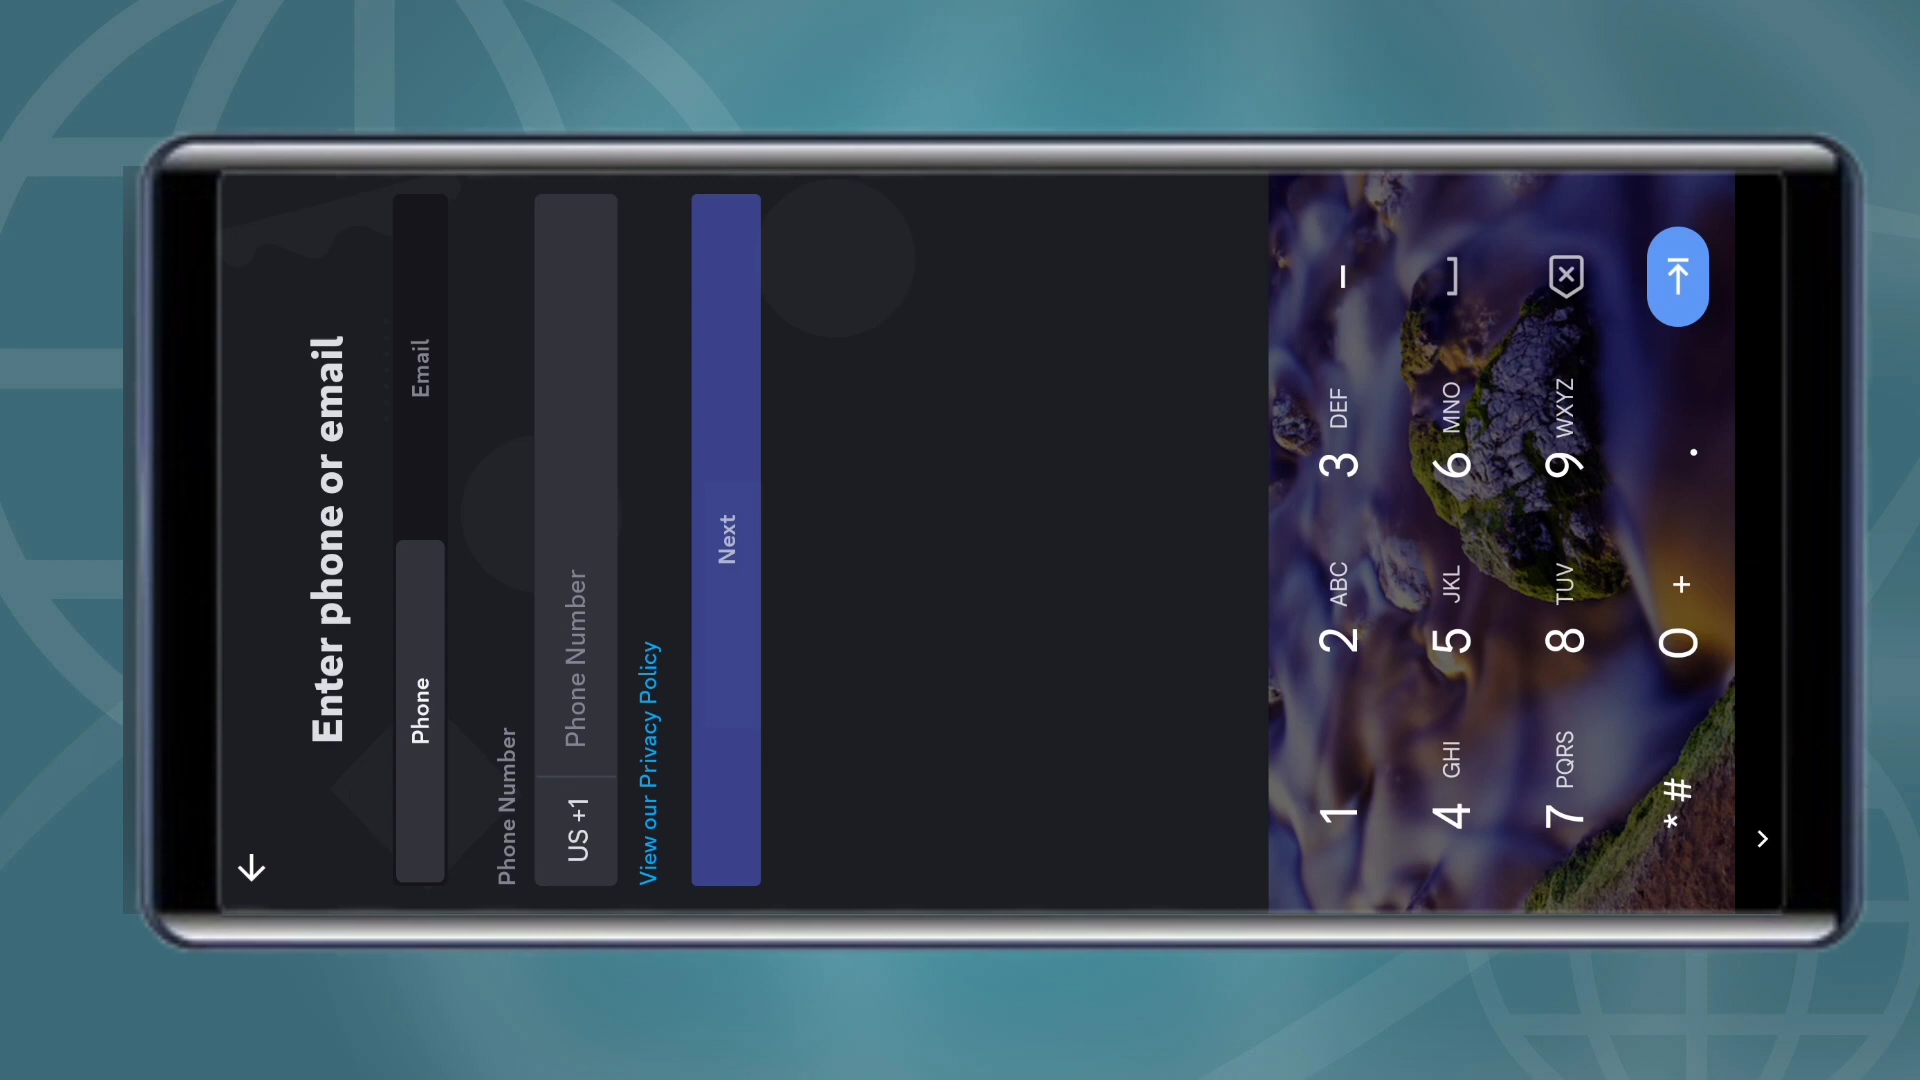 Enter phone or email
Phone
Email
Phone Number
US +1
Phone Number
View our Privacy Policy
Next
1
2 ABC
3 DEF
-
4 GHI
5 JKL
6 MNO
7 PQRS
8 TUV
9 WXYZ
* #
0 +
.